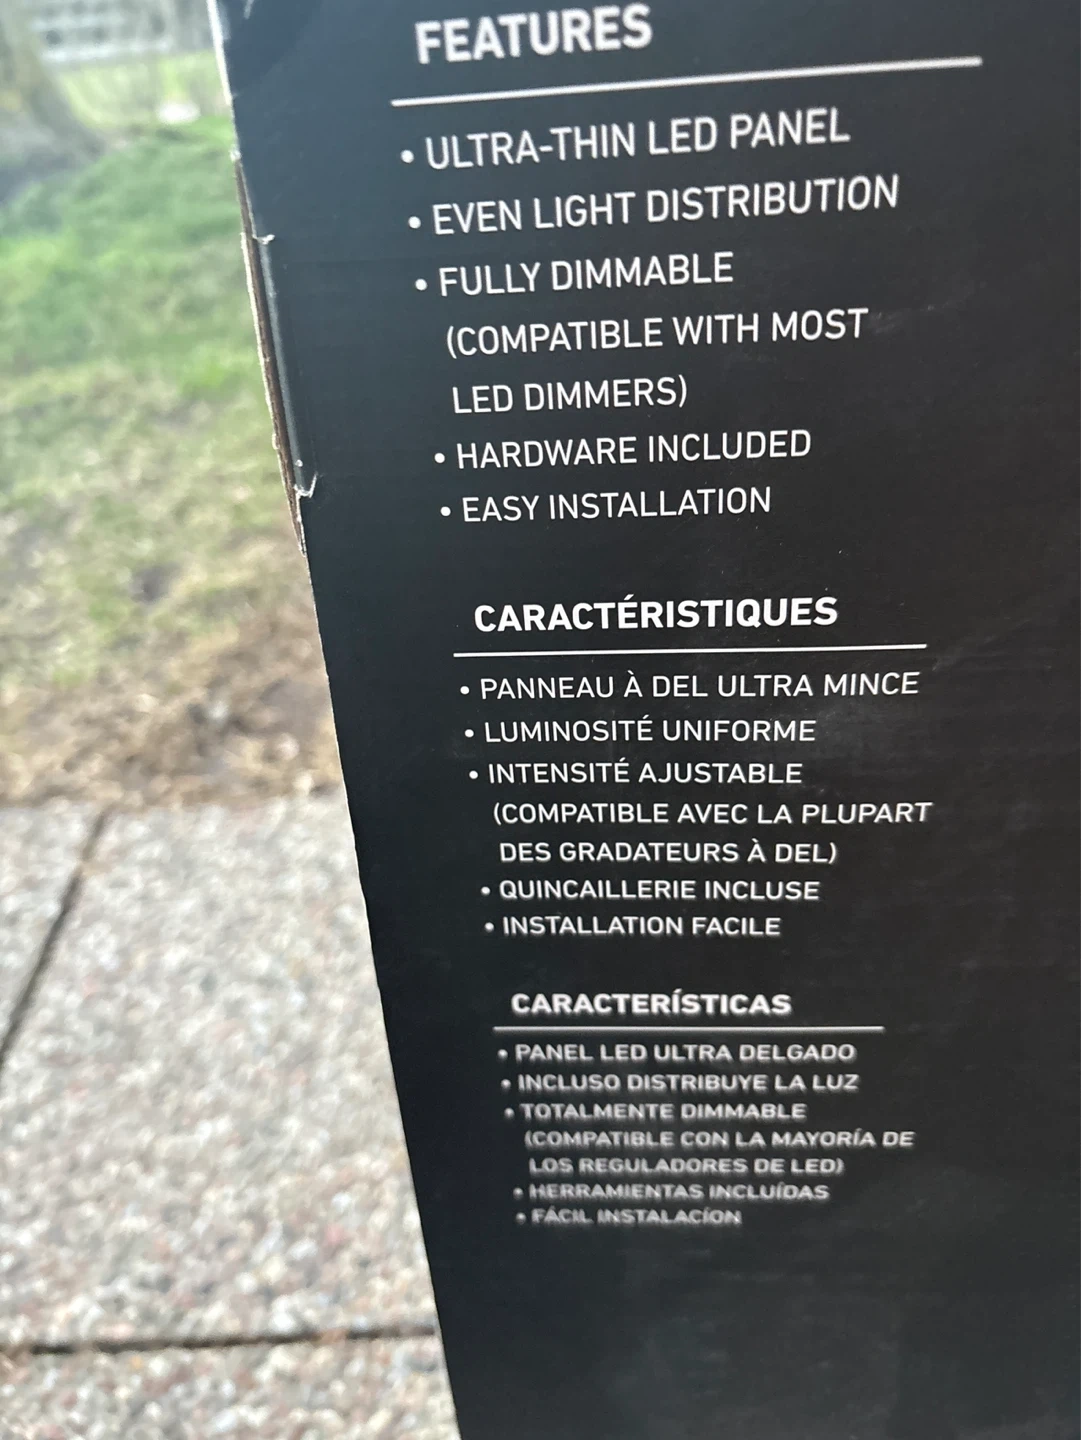 FEATURES
• ULTRA-THIN LED PANEL
• EVEN LIGHT DISTRIBUTION
• FULLY DIMMABLE
(COMPATIBLE WITH MOST
LED DIMMERS)
• HARDWARE INCLUDED
• EASY INSTALLATION
CARACTÉRISTIQUES
• PANNEAU À DEL ULTRA MINCE
• LUMINOSITÉ UNIFORME
• INTENSITÉ AJUSTABLE
(COMPATIBLE AVEC LA PLUPART
DES GRADATEURS À DEL)
• QUINCAILLERIE INCLUSE
• INSTALLATION FACILE
CARACTERÍSTICAS
• PANEL LED ULTRA DELGADO
• INCLUSO DISTRIBUYE LA LUZ
• TOTALMENTE DIMMABLE
(COMPATIBLE CON LA MAYORÍA DE
LOS REGULADORES DE LED)
• HERRAMIENTAS INCLUÍDAS
• FÁCIL INSTALACÍON